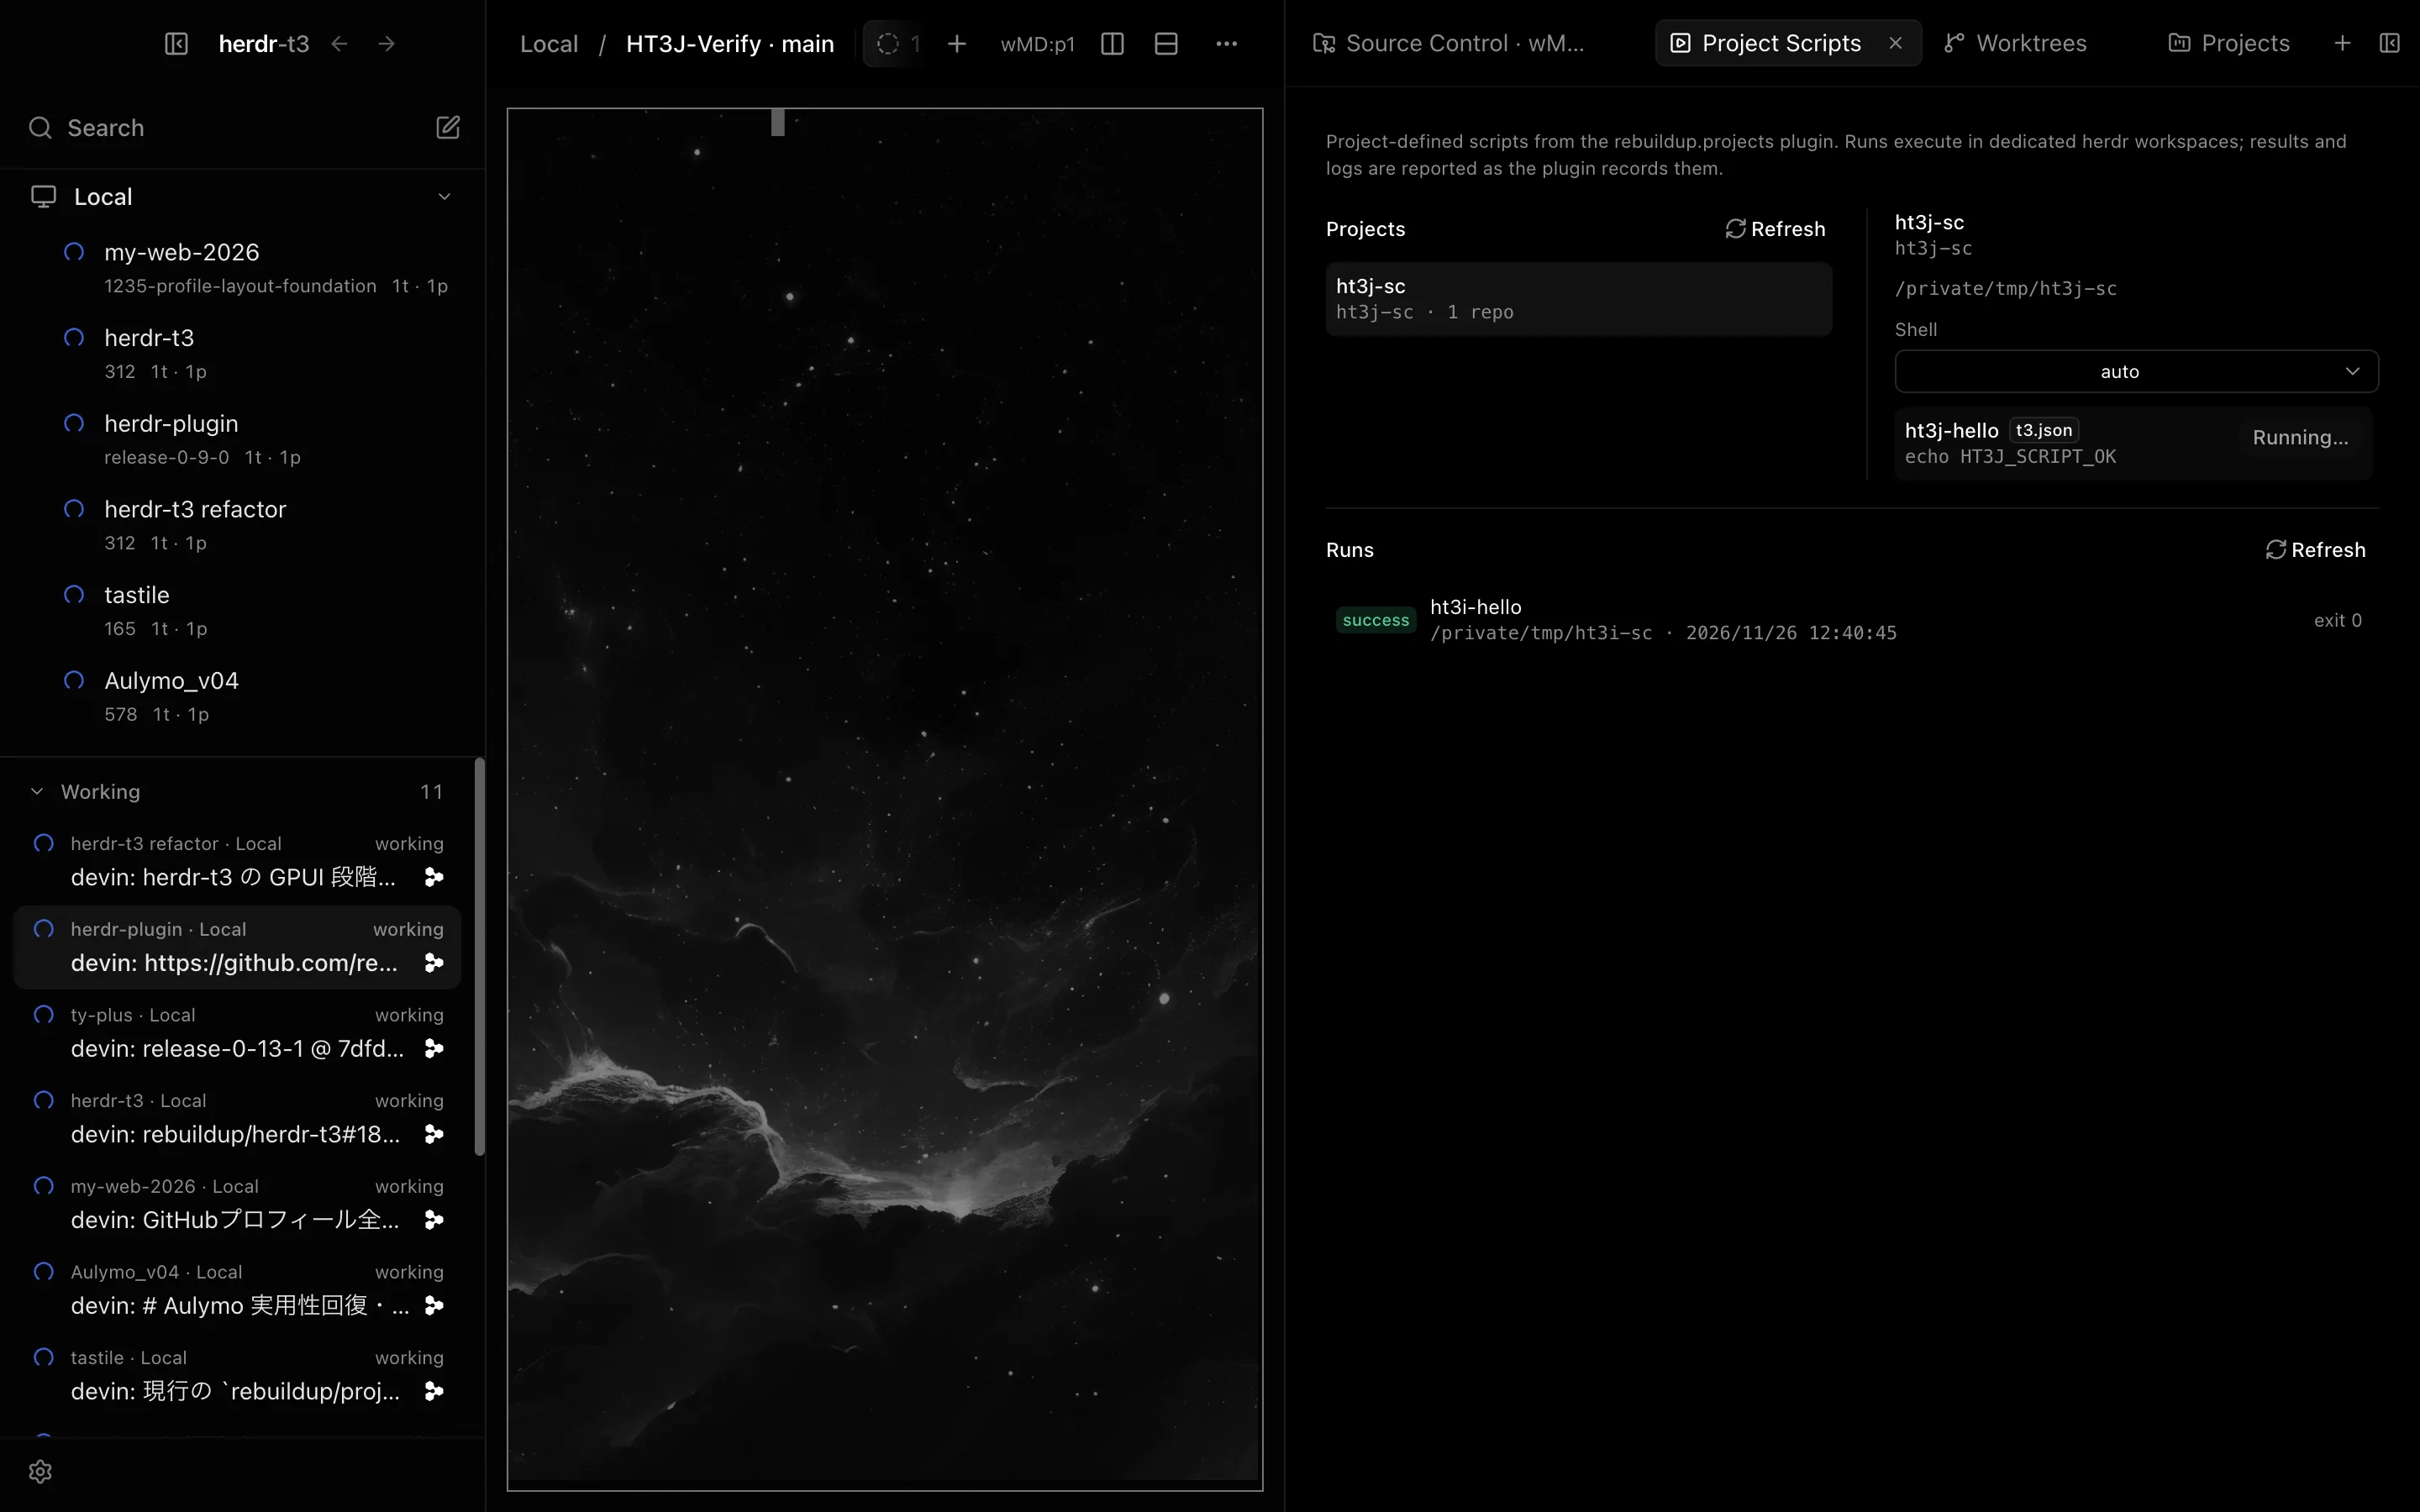 herdr-t3
Search
Local
my-web-2026
1235-profile-layout-foundation 1t · 1p
herdr-t3
312 1t · 1p
herdr-plugin
release-0-9-0 1t · 1p
herdr-t3 refactor
312 1t · 1p
tastile
165 1t · 1p
Aulymo_v04
578 1t · 1p
Working 11
herdr-t3 refactor · Local working
devin: herdr-t3 の GPUI 段階...
herdr-plugin · Local working
devin: https://github.com/re...
ty-plus · Local working
devin: release-0-13-1 @ 7dfd...
herdr-t3 · Local working
devin: rebuildup/herdr-t3#18...
my-web-2026 · Local working
devin: GitHubプロフィール全...
Aulymo_v04 · Local working
devin: # Aulymo 実用性回復・...
tastile · Local working
devin: 現行の `rebuildup/proj...
Local / HT3J-Verify · main 1 wMD:p1
Source Control · wM... Project Scripts Worktrees Projects
Project-defined scripts from the rebuildup.projects plugin. Runs execute in dedicated herdr workspaces; results and
logs are reported as the plugin records them.
Projects Refresh
ht3j-sc
ht3j-sc · 1 repo
ht3j-sc
ht3j-sc
/private/tmp/ht3j-sc
Shell
auto
ht3j-hello t3.json Running...
echo HT3J_SCRIPT_OK
Runs Refresh
success ht3i-hello exit 0
/private/tmp/ht3i-sc · 2026/11/26 12:40:45